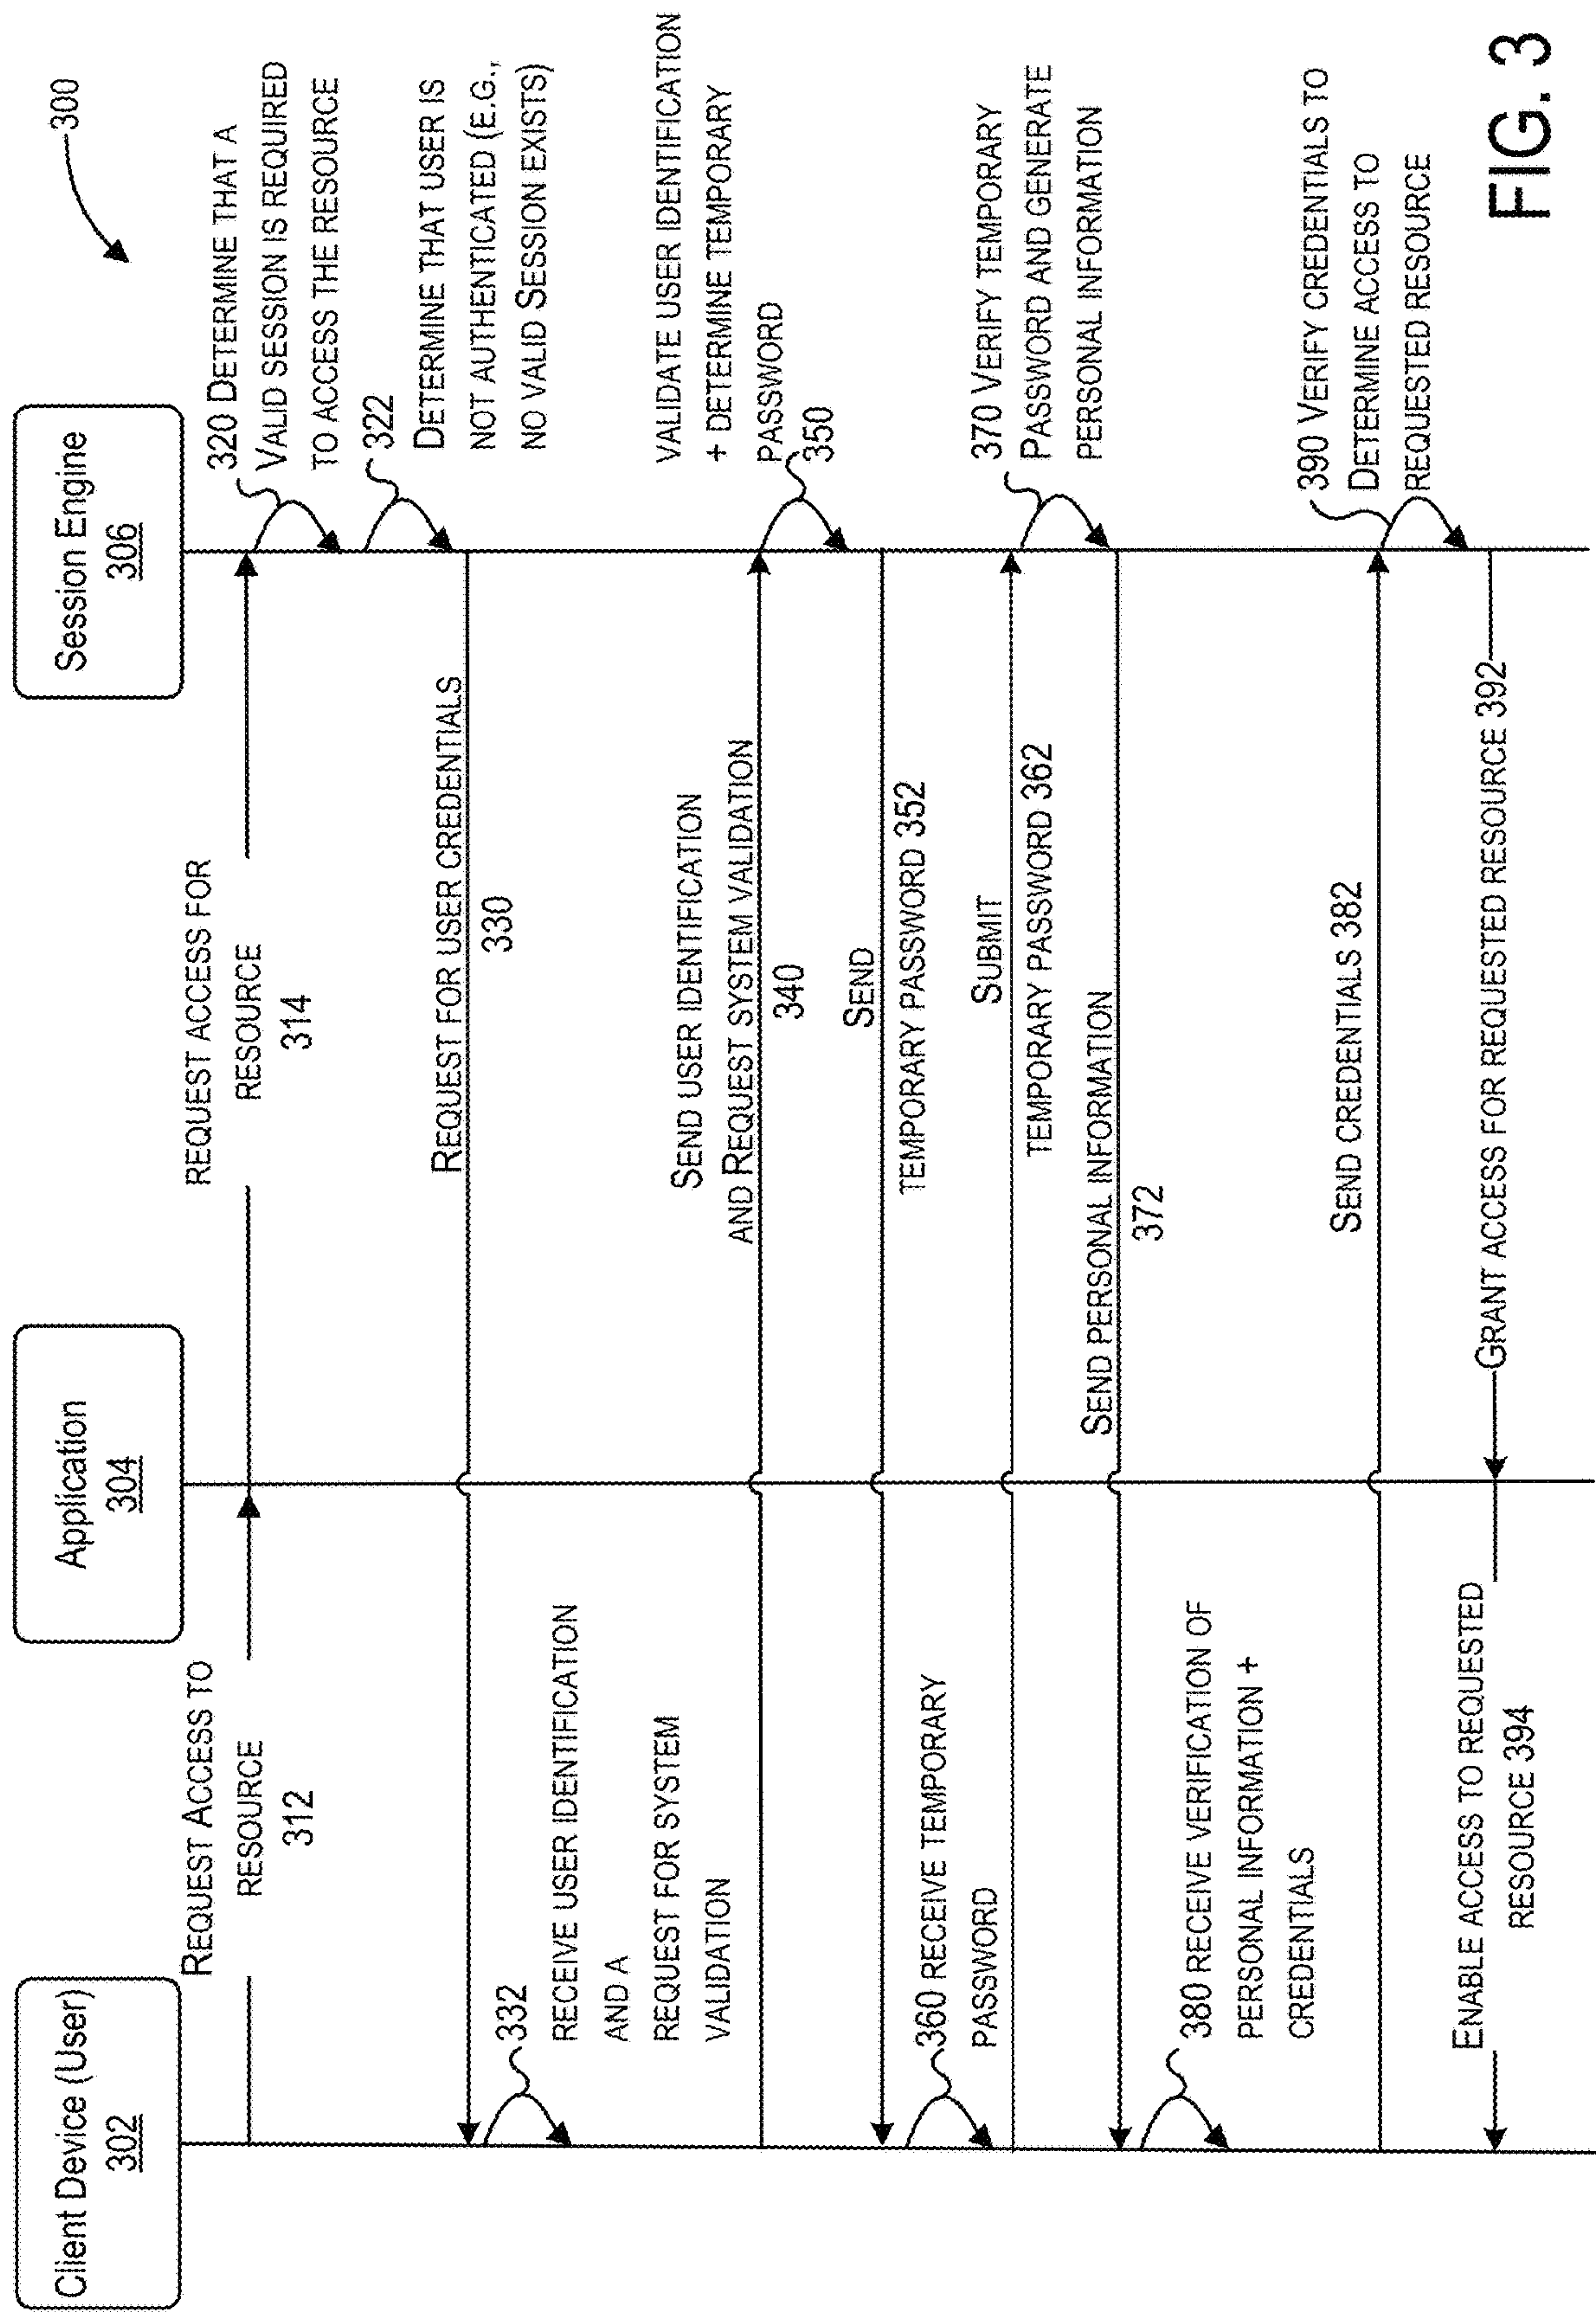 300
Client Device (User)
302
Application
304
Session Engine
306
REQUEST ACCESS TO
RESOURCE
312
REQUEST ACCESS FOR
RESOURCE
314
320 DETERMINE THAT A
VALID SESSION IS REQUIRED
TO ACCESS THE RESOURCE
322
DETERMINE THAT USER IS
NOT AUTHENTICATED (E.G.,
NO VALID SESSION EXISTS)
REQUEST FOR USER CREDENTIALS
330
332
RECEIVE USER IDENTIFICATION
AND A
REQUEST FOR SYSTEM
VALIDATION
SEND USER IDENTIFICATION
AND REQUEST SYSTEM VALIDATION
340
VALIDATE USER IDENTIFICATION
+ DETERMINE TEMPORARY
PASSWORD
350
SEND
TEMPORARY PASSWORD 352
360 RECEIVE TEMPORARY
PASSWORD
SUBMIT
TEMPORARY PASSWORD 362
370 VERIFY TEMPORARY
PASSWORD AND GENERATE
PERSONAL INFORMATION
SEND PERSONAL INFORMATION
372
380 RECEIVE VERIFICATION OF
PERSONAL INFORMATION +
CREDENTIALS
SEND CREDENTIALS 382
390 VERIFY CREDENTIALS TO
DETERMINE ACCESS TO
REQUESTED RESOURCE
GRANT ACCESS FOR REQUESTED RESOURCE 392
ENABLE ACCESS TO REQUESTED
RESOURCE 394
FIG. 3